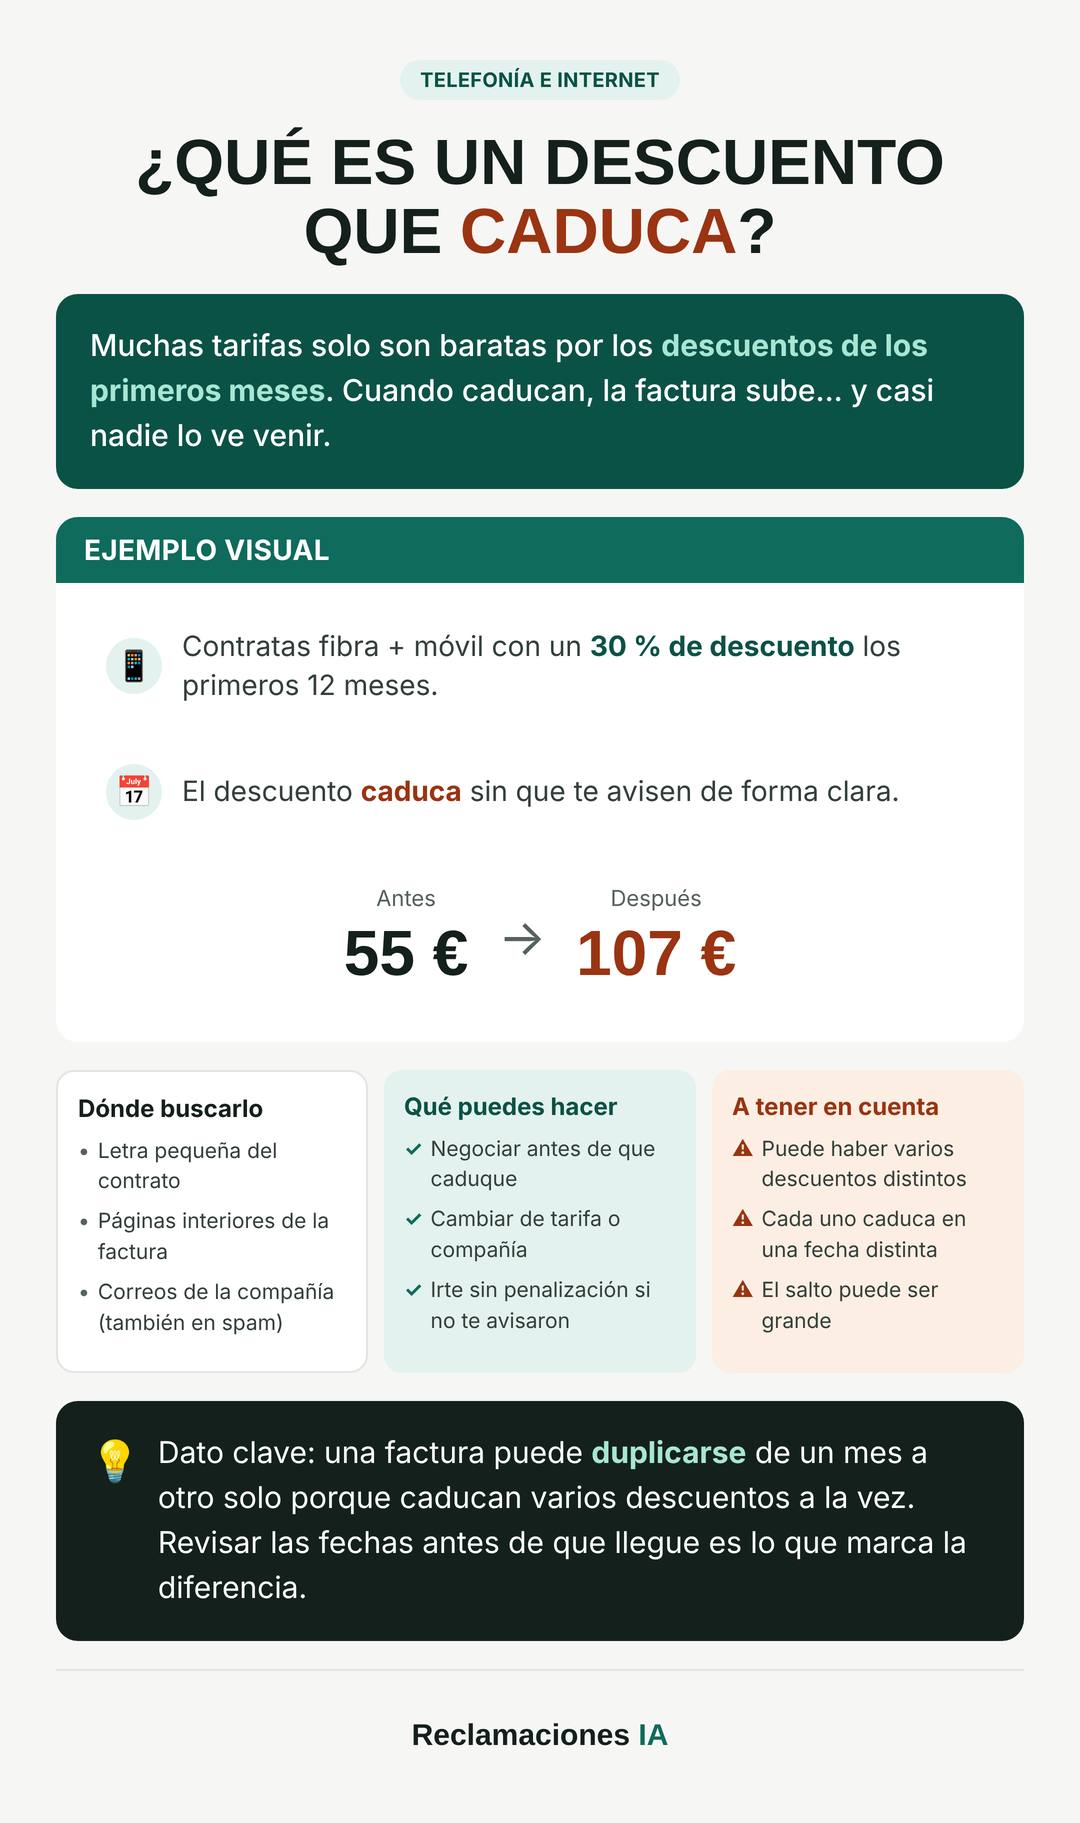 TELEFONÍA E INTERNET
¿QUÉ ES UN DESCUENTO
QUE CADUCA?
Muchas tarifas solo son baratas por los descuentos de los
primeros meses. Cuando caducan, la factura sube... y casi
nadie lo ve venir.
EJEMPLO VISUAL
Contratas fibra + móvil con un 30 % de descuento los
primeros 12 meses.
July
17
El descuento caduca sin que te avisen de forma clara.
Antes
55 €
→
Después
107 €
Dónde buscarlo
• Letra pequeña del
contrato
• Páginas interiores de la
factura
• Correos de la compañía
(también en spam)
Qué puedes hacer
✓ Negociar antes de que
caduque
✓ Cambiar de tarifa o
compañía
✓ Irte sin penalización si
no te avisaron
A tener en cuenta
⚠ Puede haber varios
descuentos distintos
⚠ Cada uno caduca en
una fecha distinta
⚠ El salto puede ser
grande
Dato clave: una factura puede duplicarse de un mes a
otro solo porque caducan varios descuentos a la vez.
Revisar las fechas antes de que llegue es lo que marca la
diferencia.
Reclamaciones IA